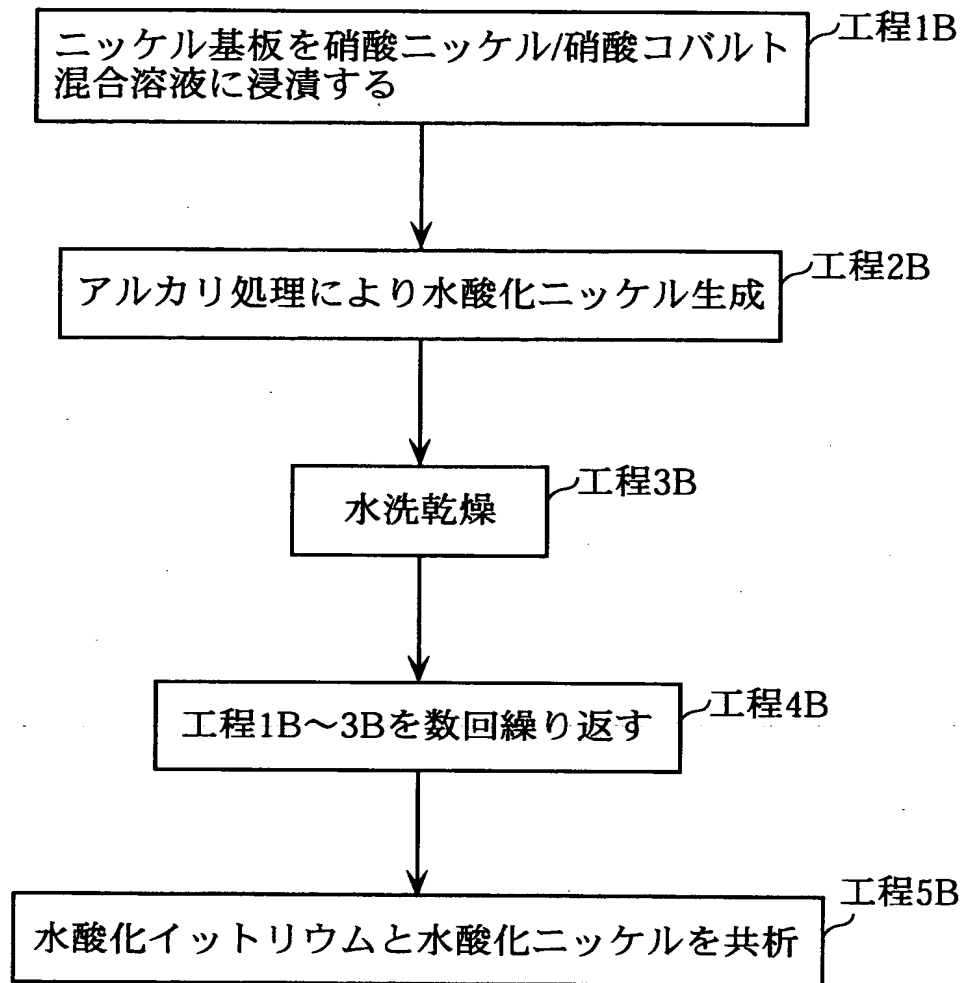 ニッケル基板を硝酸ニッケル/硝酸コバルト
混合溶液に浸漬する
工程1B
アルカリ処理により水酸化ニッケル生成
工程2B
水洗乾燥
工程3B
工程1B～3Bを数回繰り返す
工程4B
水酸化イットリウムと水酸化ニッケルを共析
工程5B